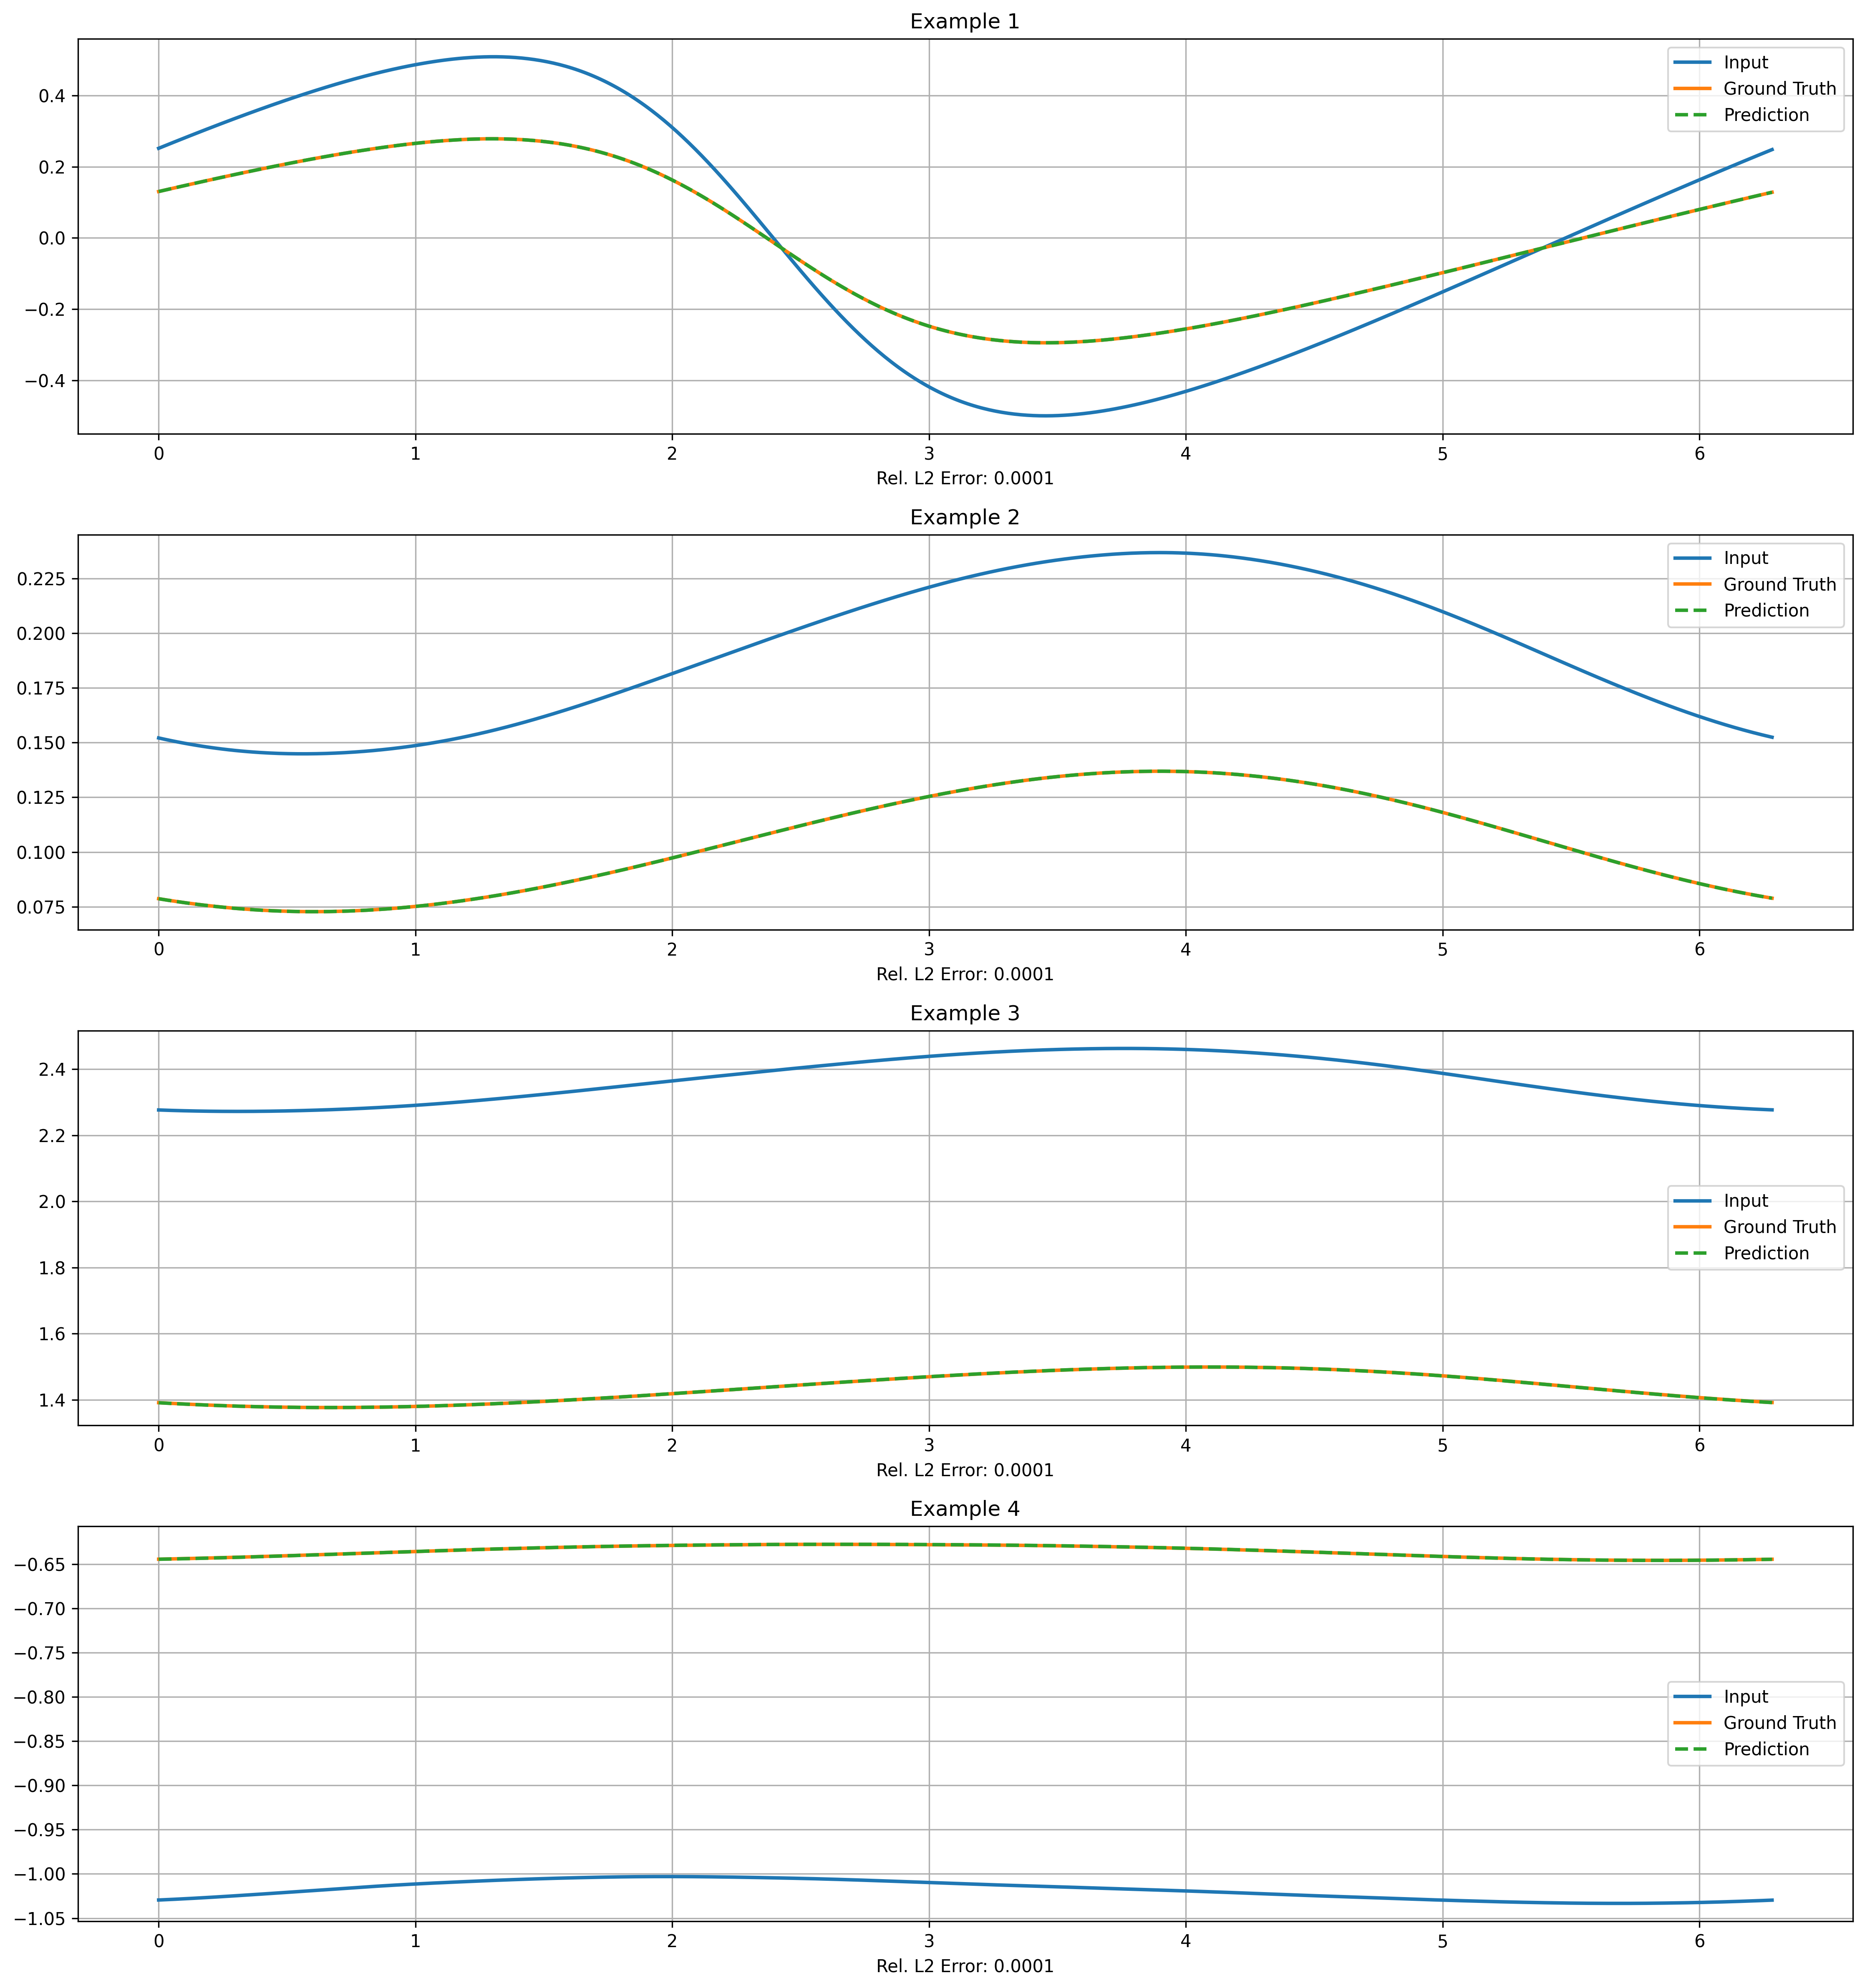 Example 1
Input
Ground Truth
Prediction
0.4
0.2
0.0
−0.2
−0.4
0 1 2 3 4 5 6
Rel. L2 Error: 0.0001
Example 2
Input
Ground Truth
Prediction
0.225
0.200
0.175
0.150
0.125
0.100
0.075
0 1 2 3 4 5 6
Rel. L2 Error: 0.0001
Example 3
2.4
2.2
2.0
1.8
1.6
1.4
Input
Ground Truth
Prediction
0 1 2 3 4 5 6
Rel. L2 Error: 0.0001
Example 4
−0.65
−0.70
−0.75
−0.80
−0.85
−0.90
−0.95
−1.00
−1.05
Input
Ground Truth
Prediction
0 1 2 3 4 5 6
Rel. L2 Error: 0.0001